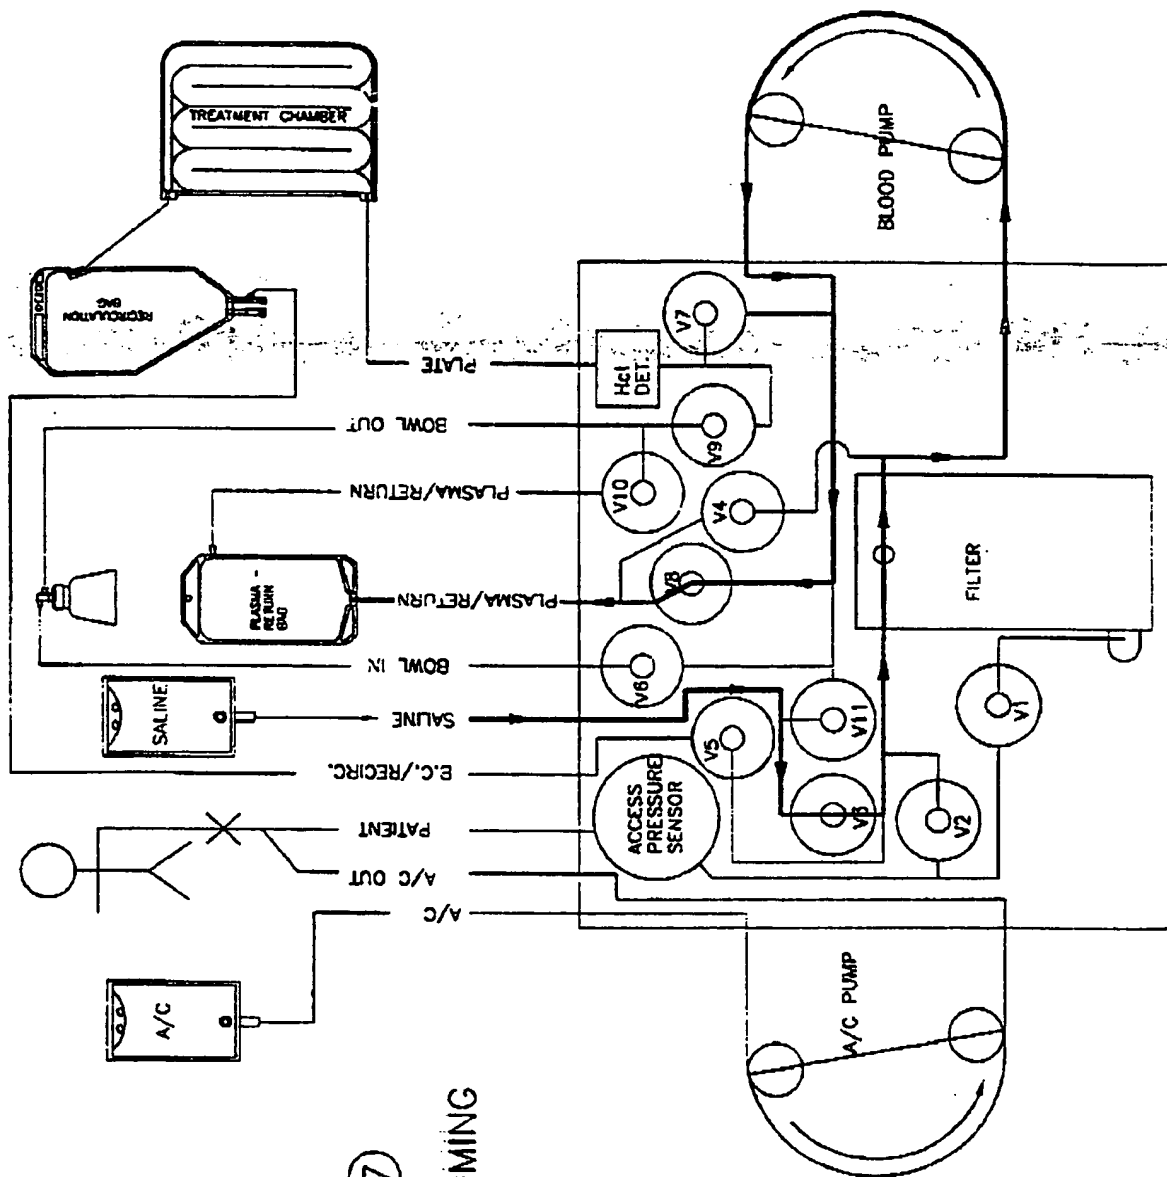 TREATMENT CHAMBER
RECIRCULATION
BAG
PLATE
BOWL OUT
PLASMA/RETURN
PLASMA/RETURN
BOWL IN
SALINE
E.C./RECIRC.
PATIENT
A/C OUT
A/C
PLASMA -
RETURN
BAG
SALINE
A/C
Hct
DET.
V7
V9
V10
V4
V8
V6
V5
V11
V3
V2
V1
ACCESS
PRESSURE
SENSOR
FILTER
BLOOD PUMP
A/C PUMP
7
MING